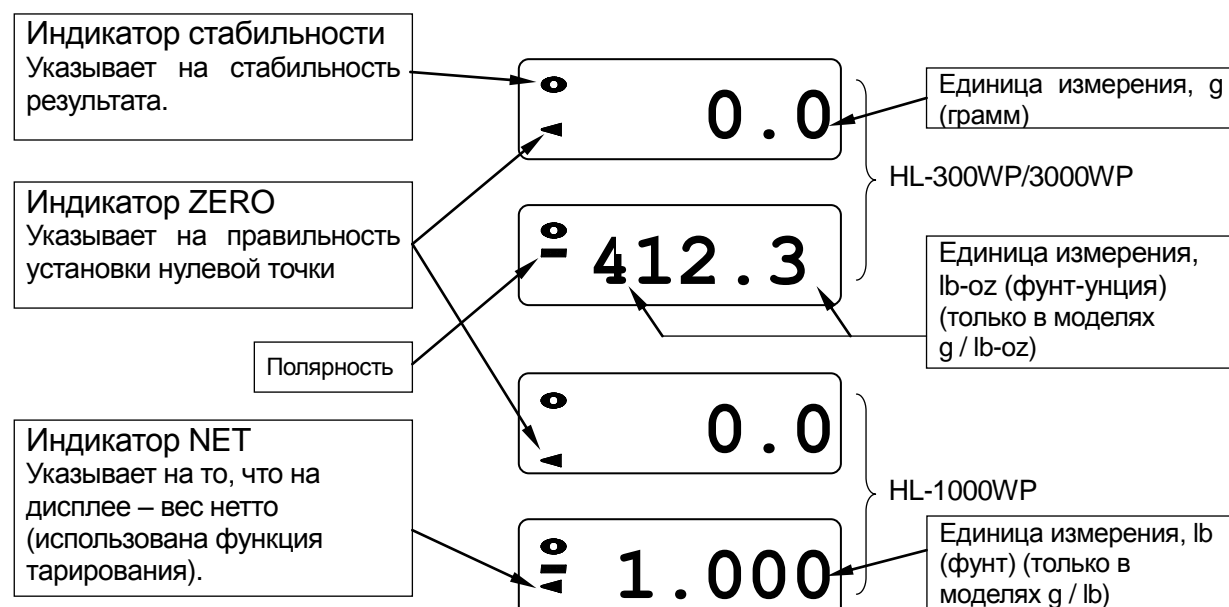 Индикатор стабильности
Указывает на стабильность
результата.
0.0
Единица измерения, g
(грамм)
HL-300WP/3000WP
Индикатор ZERO
Указывает на правильность
установки нулевой точки
412.3
Единица измерения,
lb-oz (фунт-унция)
(только в моделях
g / lb-oz)
Полярность
0.0
HL-1000WP
Индикатор NET
Указывает на то, что на
дисплее – вес нетто
(использована функция
тарирования).
1.000
Единица измерения, lb
(фунт) (только в
моделях g / lb)